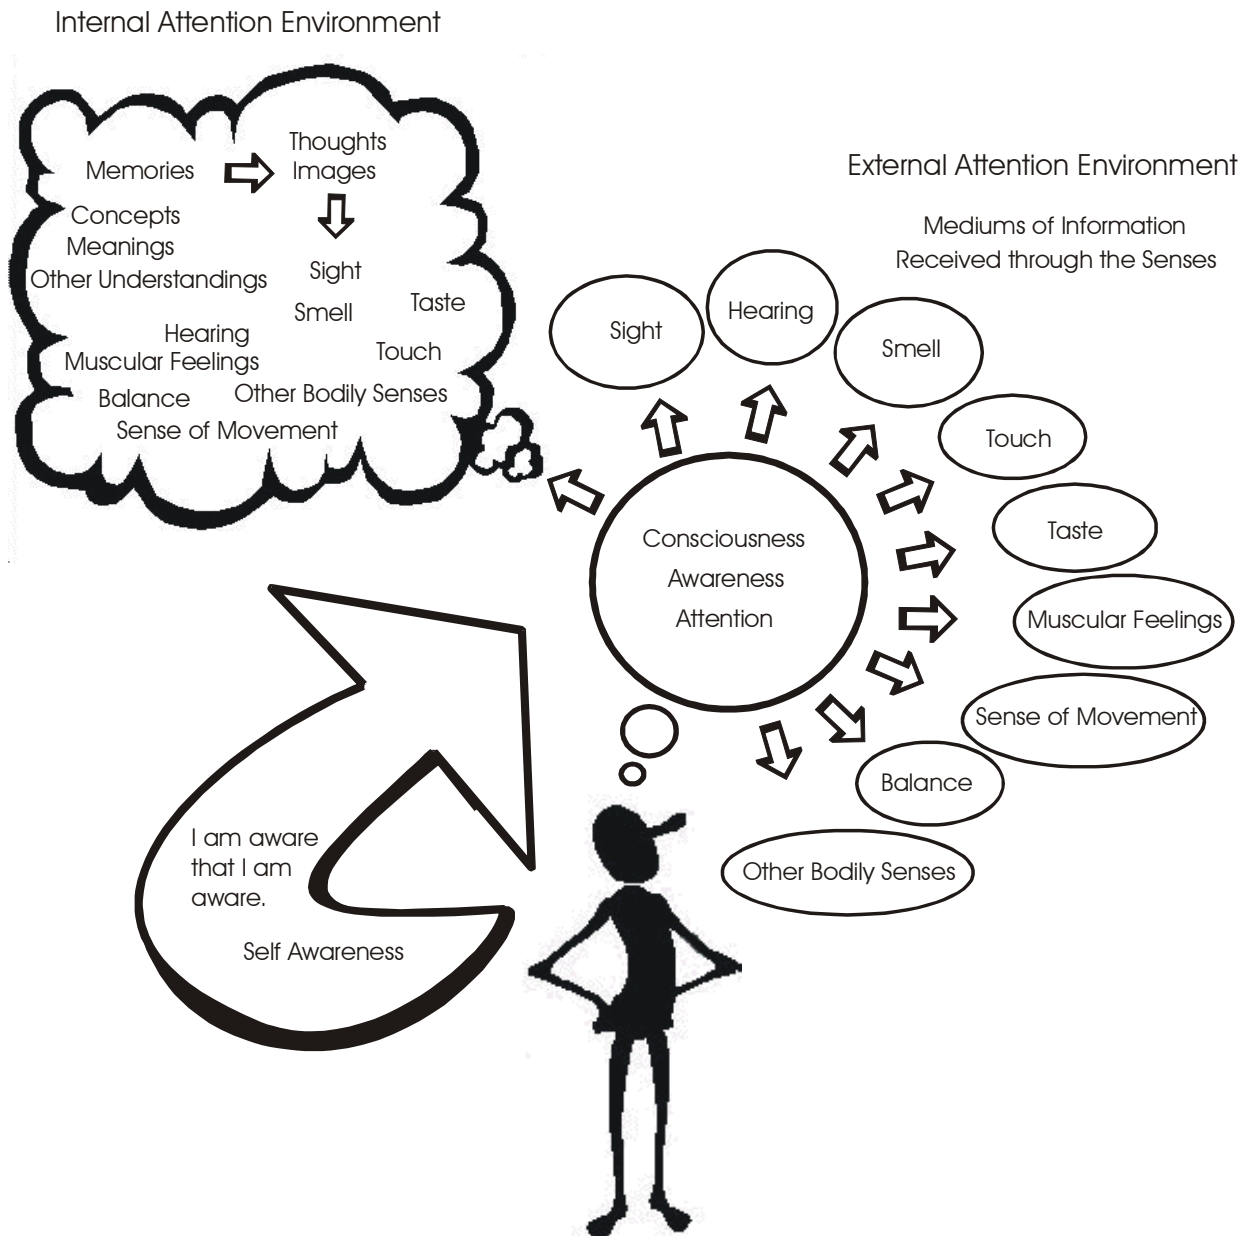 Internal Attention Environment
Thoughts
Memories
Images
Concepts
Meanings
Other Understandings
Sight
Smell
Taste
Hearing
Touch
Muscular Feelings
Balance
Other Bodily Senses
Sense of Movement
External Attention Environment
Mediums of Information
Received through the Senses
Sight
Hearing
Smell
Touch
Taste
Muscular Feelings
Sense of Movement
Balance
Other Bodily Senses
Consciousness
Awareness
Attention
I am aware
that I am
aware.
Self Awareness